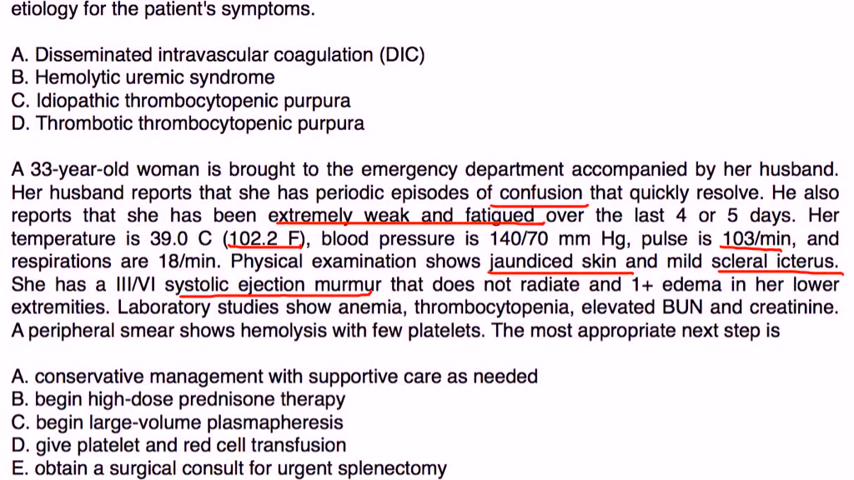 etiology for the patient's symptoms.
A. Disseminated intravascular coagulation (DIC)
B. Hemolytic uremic syndrome
C. Idiopathic thrombocytopenic purpura
D. Thrombotic thrombocytopenic purpura
A 33-year-old woman is brought to the emergency department accompanied by her husband.
Her husband reports that she has periodic episodes of confusion that quickly resolve. He also
reports that she has been extremely weak and fatigued over the last 4 or 5 days. Her
temperature is 39.0 C (102.2 F), blood pressure is 140/70 mm Hg, pulse is 103/min, and
respirations are 18/min. Physical examination shows jaundiced skin and mild scleral icterus.
She has a III/VI systolic ejection murmur that does not radiate and 1+ edema in her lower
extremities. Laboratory studies show anemia, thrombocytopenia, elevated BUN and creatinine.
A peripheral smear shows hemolysis with few platelets. The most appropriate next step is
A. conservative management with supportive care as needed
B. begin high-dose prednisone therapy
C. begin large-volume plasmapheresis
D. give platelet and red cell transfusion
E. obtain a surgical consult for urgent splenectomy